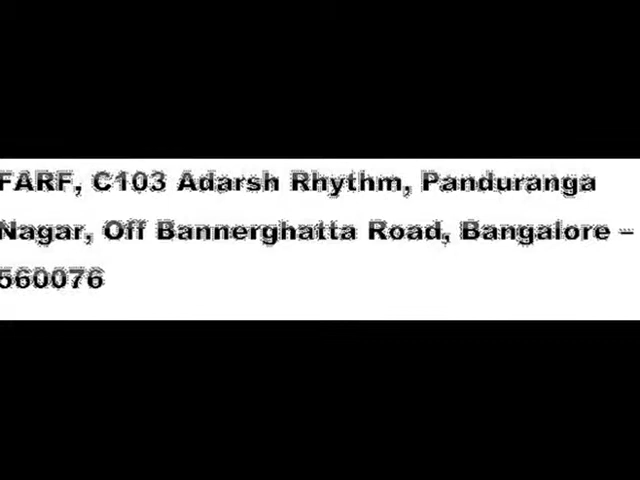 FARF, C103 Adarsh Rhythm, Panduranga
Nagar, Off Bannerghatta Road, Bangalore –
560076